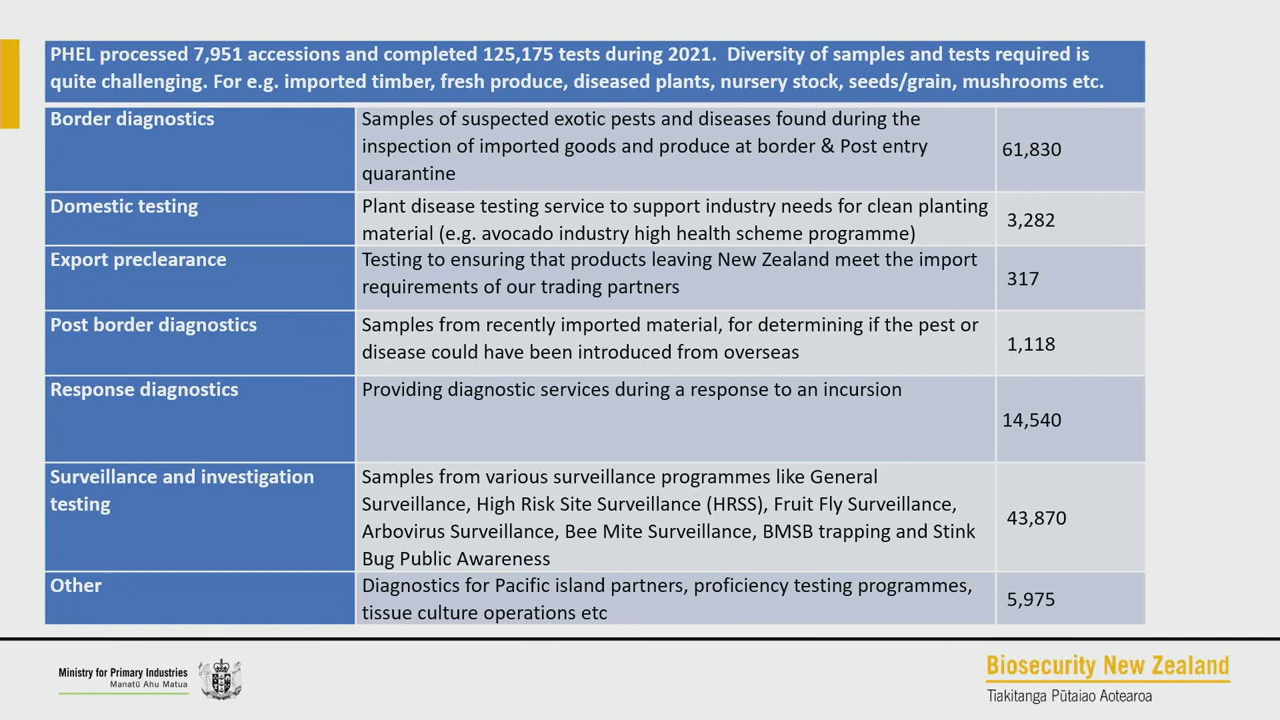 PHEL processed 7,951 accessions and completed 125,175 tests during 2021.  Diversity of samples and tests required is
quite challenging. For e.g. imported timber, fresh produce, diseased plants, nursery stock, seeds/grain, mushrooms etc.
Border diagnostics
Samples of suspected exotic pests and diseases found during the
inspection of imported goods and produce at border & Post entry
quarantine
61,830
Domestic testing
Plant disease testing service to support industry needs for clean planting
material (e.g. avocado industry high health scheme programme)
3,282
Export preclearance
Testing to ensuring that products leaving New Zealand meet the import
requirements of our trading partners
317
Post border diagnostics
Samples from recently imported material, for determining if the pest or
disease could have been introduced from overseas
1,118
Response diagnostics
Providing diagnostic services during a response to an incursion
14,540
Surveillance and investigation
testing
Samples from various surveillance programmes like General
Surveillance, High Risk Site Surveillance (HRSS), Fruit Fly Surveillance,
Arbovirus Surveillance, Bee Mite Surveillance, BMSB trapping and Stink
Bug Public Awareness
43,870
Other
Diagnostics for Pacific island partners, proficiency testing programmes,
tissue culture operations etc
5,975
Ministry for Primary Industries
Manatū Ahu Matua
Biosecurity New Zealand
Tiakitanga Pūtaiao Aotearoa